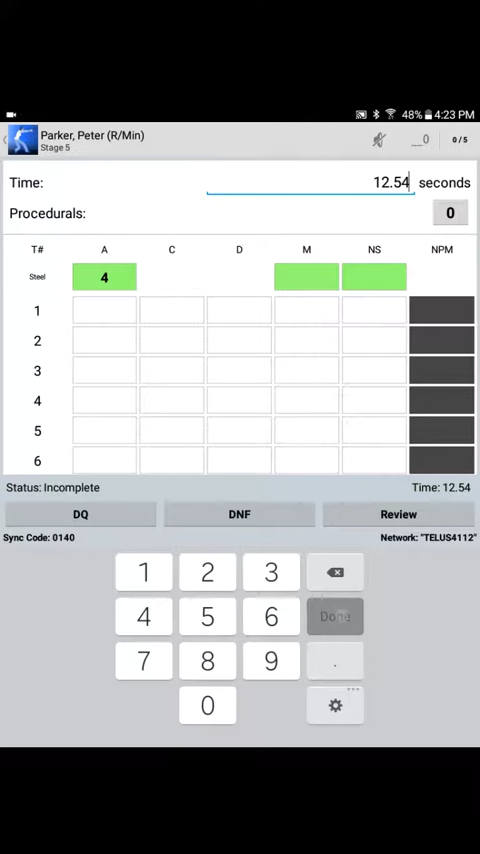 48% 4:23 PM
Parker, Peter (R/Min)
Stage 5
__0
0 / 5
Time: 12.54 seconds
Procedurals: 0
T# A C D M NS NPM
Steel 4
1
2
3
4
5
6
Status: Incomplete Time: 12.54
DQ DNF Review
Sync Code: 0140 Network: "TELUS4112"
1 2 3
4 5 6 Done
7 8 9 .
0